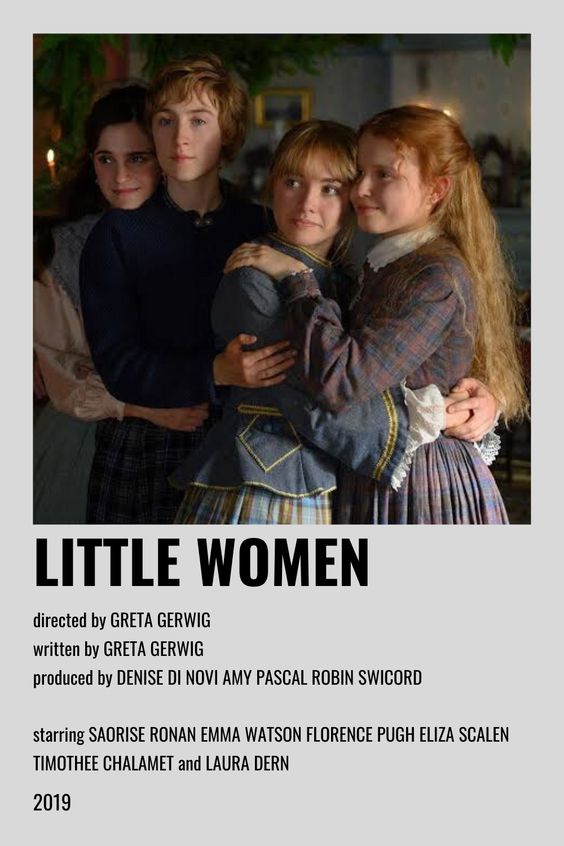 LITTLE WOMEN
directed by GRETA GERWIG
written by GRETA GERWIG
produced by DENISE DI NOVI AMY PASCAL ROBIN SWICORD
starring SAORISE RONAN EMMA WATSON FLORENCE PUGH ELIZA SCALEN
TIMOTHEE CHALAMET and LAURA DERN
2019